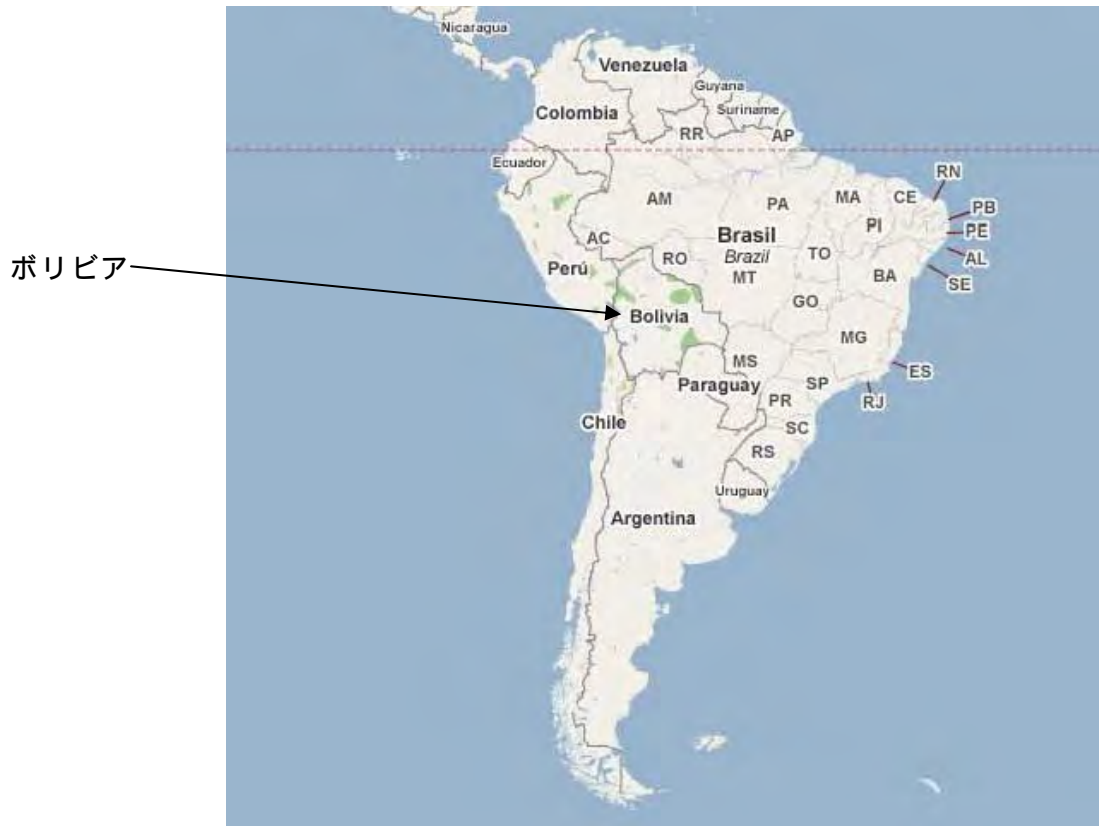 Nicaragua
Venezuela
Guyana
Suriname
Colombia
RR
AP
Ecuador
RN
AM
PA
MA
CE
PB
PI
PE
AC
Brasil
Brazil
TO
AL
ボリビア
Perú
RO
MT
BA
SE
GO
Bolivia
MG
MS
ES
Paraguay
SP
PR
RJ
Chile
SC
RS
Uruguay
Argentina